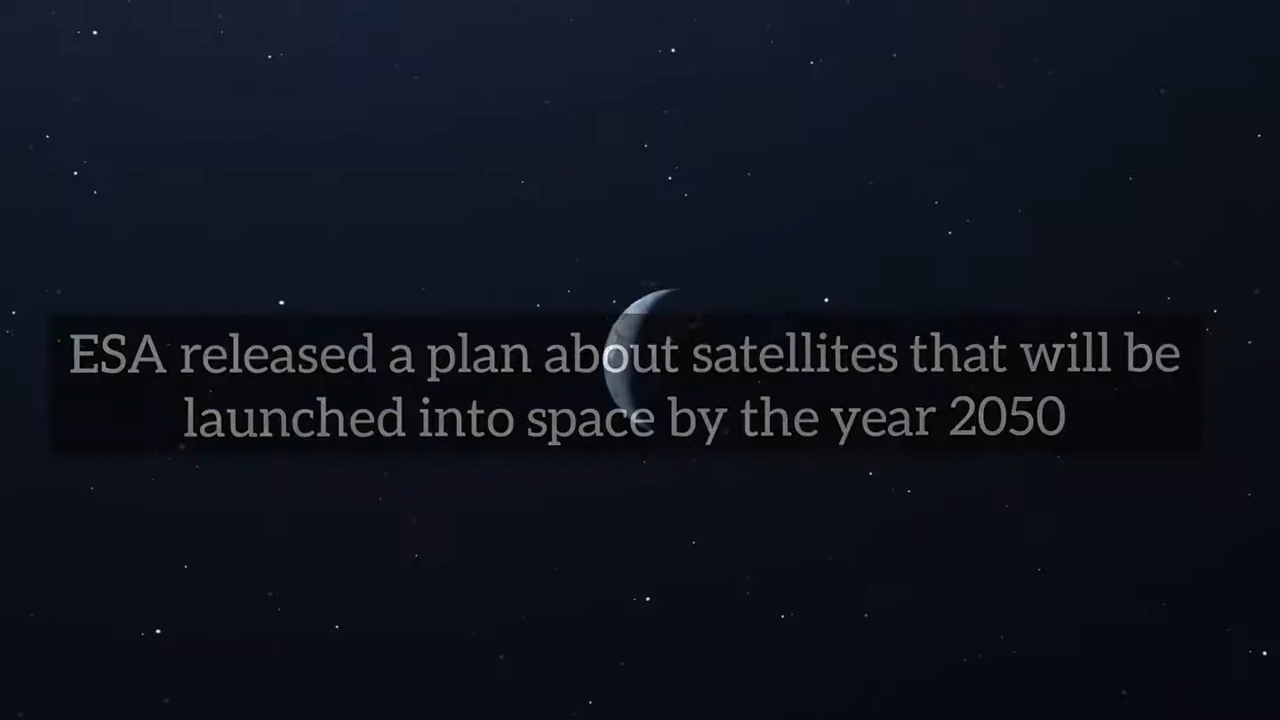 ESA released a plan about satellites that will be
launched into space by the year 2050